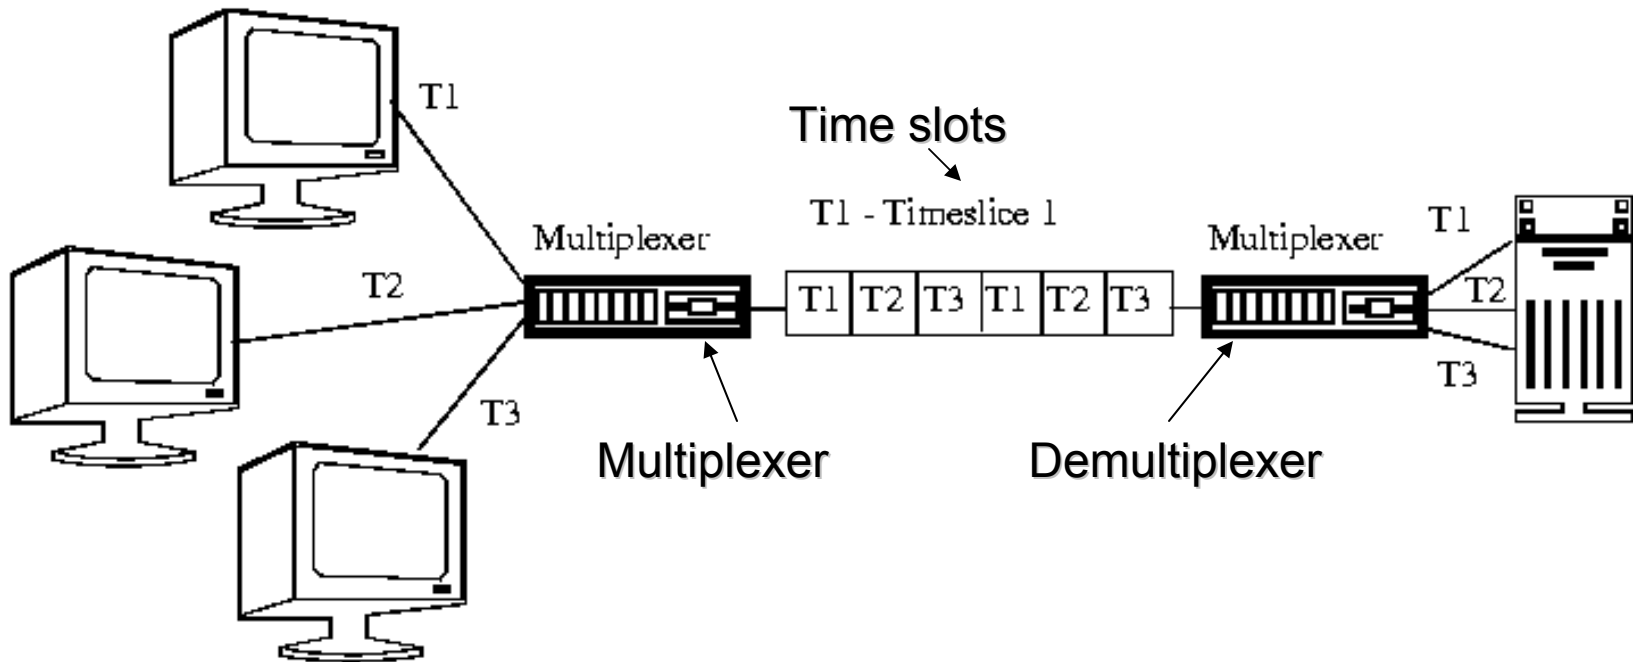 T1
Time slots
T1 - Timeslice 1
Multiplexer
Multiplexer
T1
T2
T1 T2 T3 T1 T2 T3
T2
T3
T3
Multiplexer
Demultiplexer